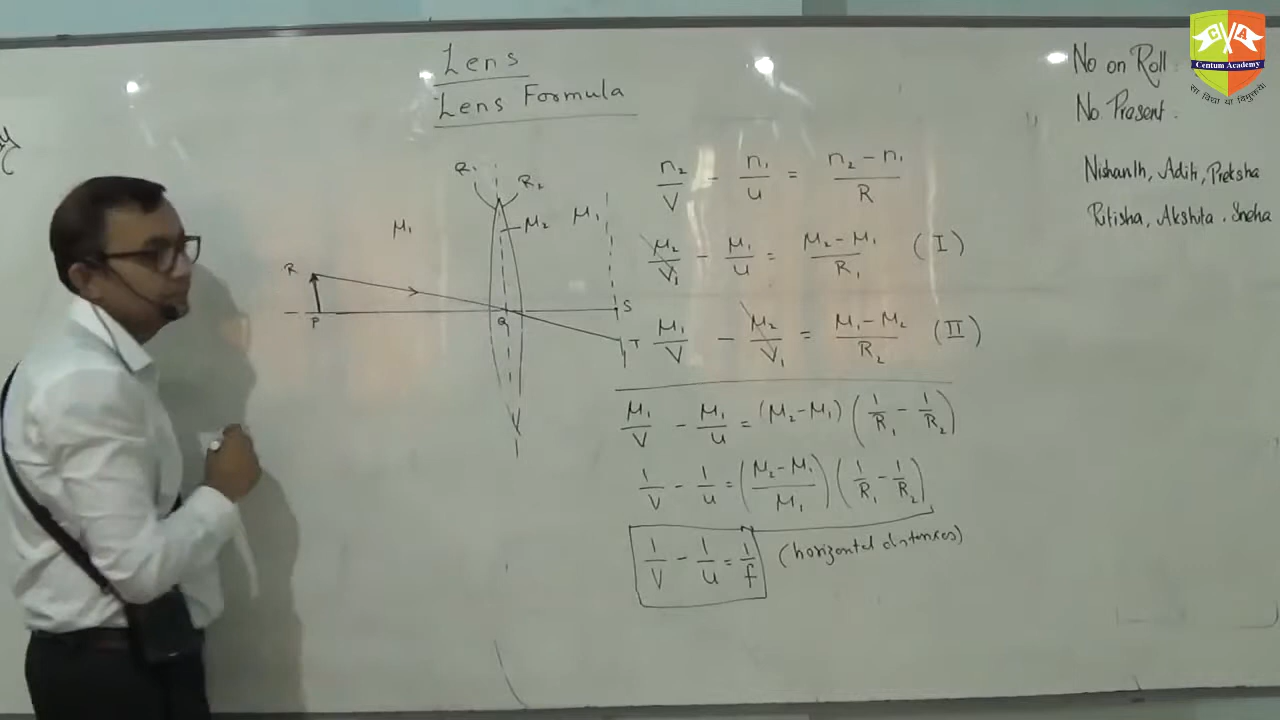 Lens
Lens Formula
No on Roll :
No Present :
Nishanth, Aditi, Preksha
Ritisha, Akshita. Sneha
Centum Academy
R₁
R₂
μ₁
μ₂
μ₁
R
P
Q
S
T
n₂/v - n₁/u = n₂-n₁/R
μ₂/v₁ - μ₁/u = μ₂-μ₁/R₁ (I)
μ₁/v - μ₂/v₁ = μ₁-μ₂/R₂ (II)
μ₁/v - μ₁/u = (μ₂-μ₁)(1/R₁ - 1/R₂)
1/v - 1/u = (μ₂-μ₁/μ₁)(1/R₁ - 1/R₂)
1/v - 1/u = 1/f (horizontal distances)